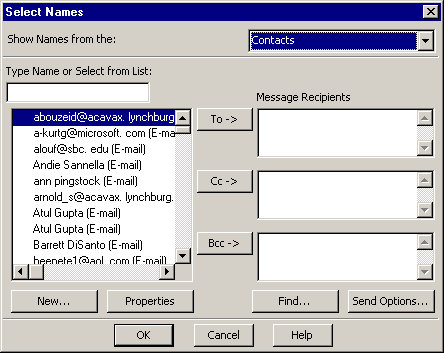 Select Names
Show Names from the:
Contacts
Type Name or Select from List:
Message Recipients
abouzeid@acavax. lynchburg
a-kurtg@microsoft. com (E-ma
alouf@sbc. edu (E-mail)
Andie Sannella (E-mail)
ann pingstock (E-mail)
arnold_s@acavax. lynchburg.
Atul Gupta (E-mail)
Atul Gupta (E-mail)
Barrett DiSanto (E-mail)
beepete1@aol. com (E-mail)
To ->
Cc ->
Bcc ->
New...
Properties
Find...
Send Options...
OK
Cancel
Help